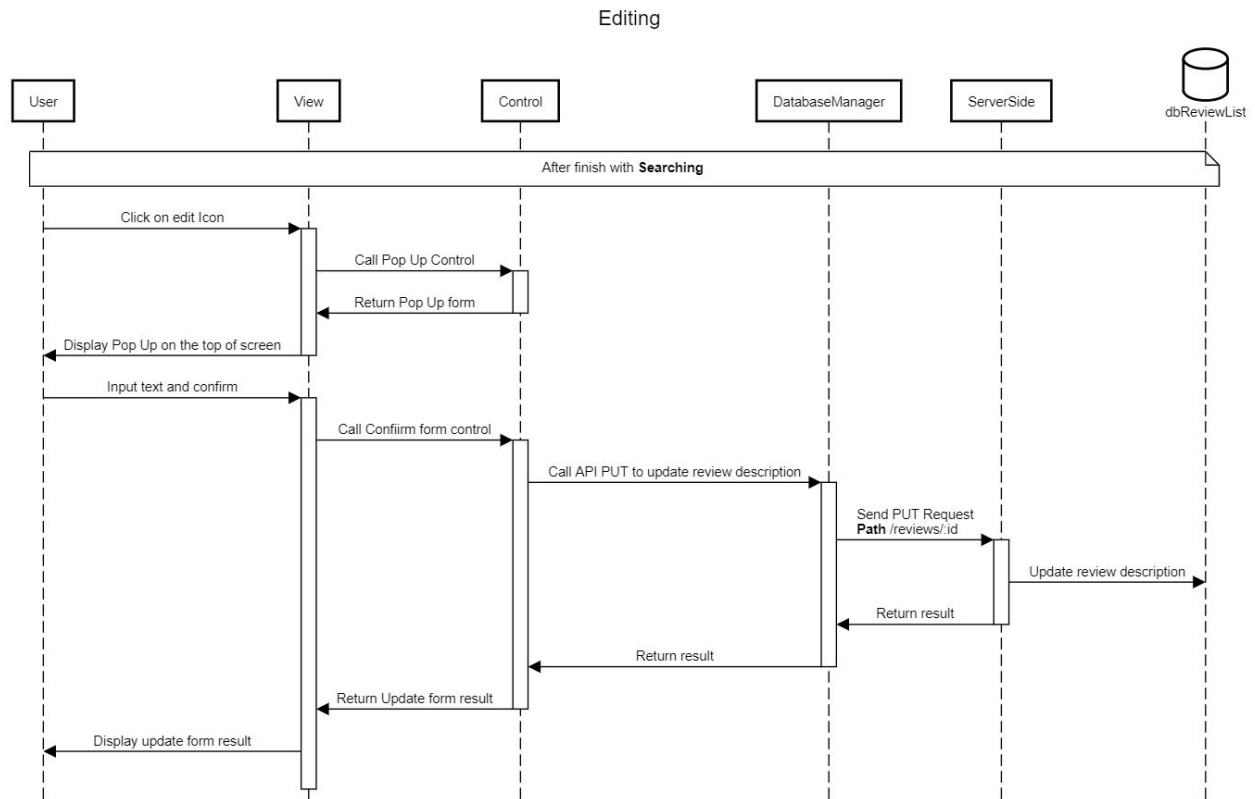 Editing
User
View
Control
DatabaseManager
ServerSide
dbReviewList
After finish with Searching
Click on edit Icon
Call Pop Up Control
Return Pop Up form
Display Pop Up on the top of screen
Input text and confirm
Call Confiirm form control
Call API PUT to update review description
Send PUT Request
Path /reviews/:id
Update review description
Return result
Return result
Return Update form result
Display update form result